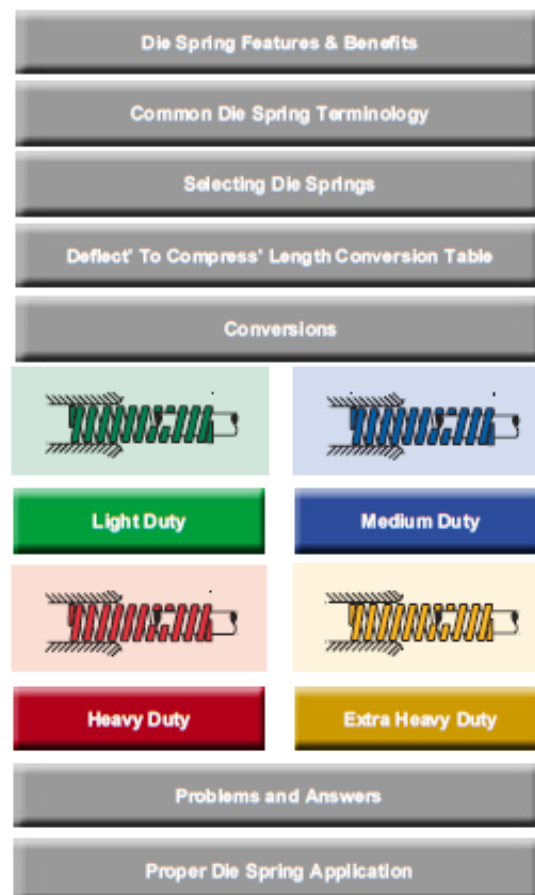 Die Spring Features & Benefits
Common Die Spring Terminology
Selecting Die Springs
Deflect' To Compress' Length Conversion Table
Conversions
Light Duty
Medium Duty
Heavy Duty
Extra Heavy Duty
Problems and Answers
Proper Die Spring Application